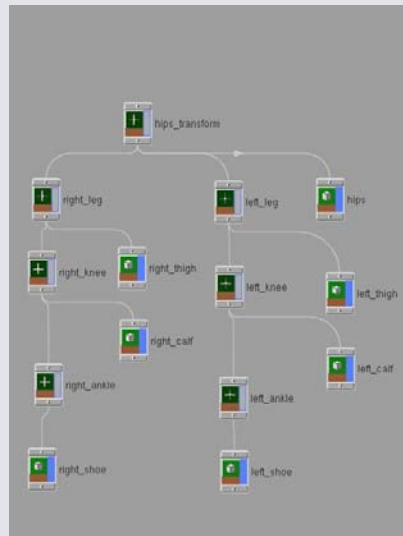 hips_transform
right_leg
left_leg
hips
right_knee
right_thigh
left_knee
left_thigh
right_calf
left_calf
right_ankle
left_ankle
right_shoe
left_shoe